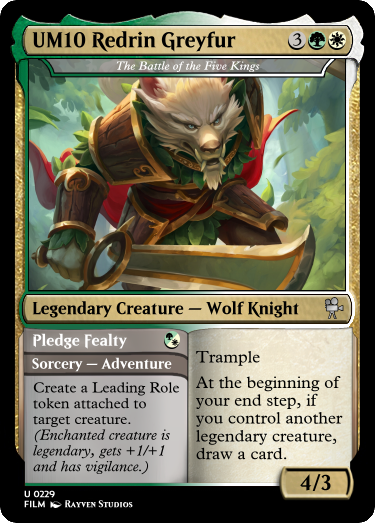 UM10 Redrin Greyfur 3
The Battle of the Five Kings
Legendary Creature — Wolf Knight
Pledge Fealty
Sorcery — Adventure
Create a Leading Role
token attached to
target creature.
(Enchanted creature is
legendary, gets +1/+1
and has vigilance.)
Trample
At the beginning of
your end step, if
you control another
legendary creature,
draw a card.
4/3
U 0229
FILM Rayven Studios